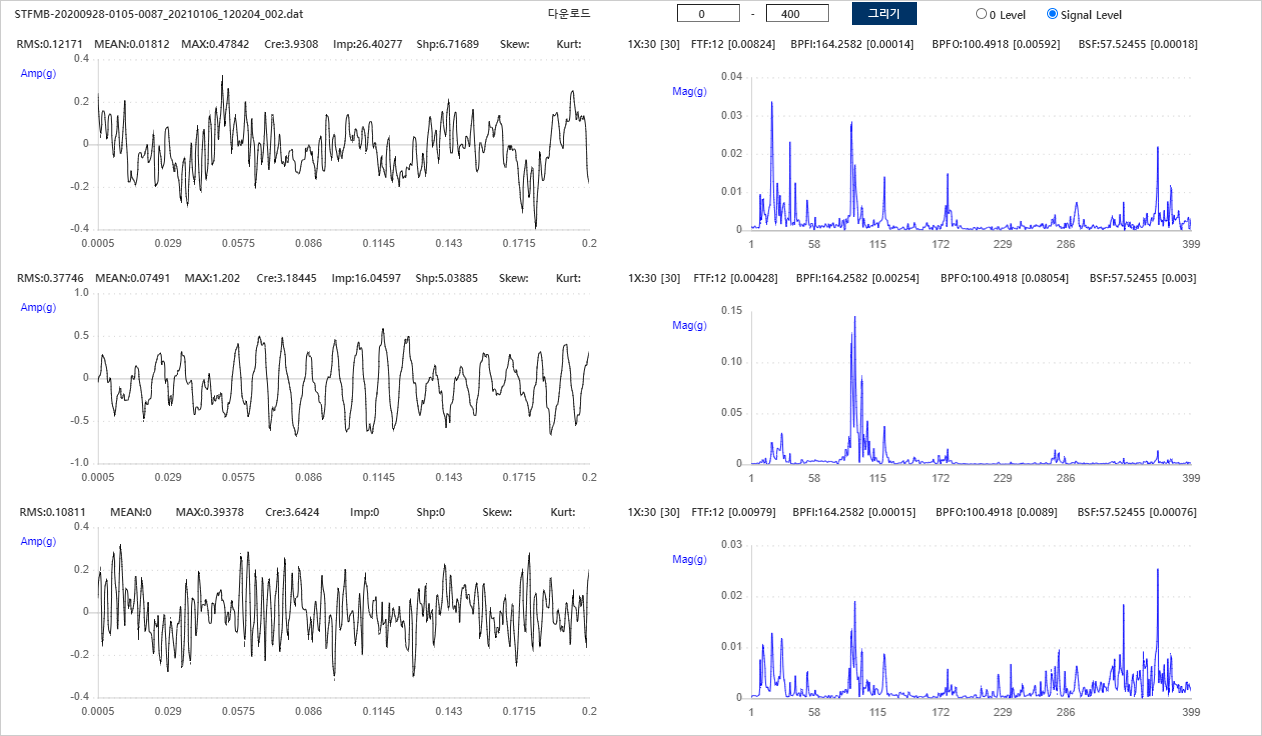 STFMB-20200928-0105-0087_20210106_120204_002.dat 다운로드 0 - 400 그리기 0 Level Signal Level
RMS:0.12171 MEAN:0.01812 MAX:0.47842 Cre:3.9308 Imp:26.40277 Shp:6.71689 Skew: Kurt:
Amp(g)
0.4
0.2
0
-0.2
-0.4
0.0005 0.029 0.0575 0.086 0.1145 0.143 0.1715 0.2
1X:30 [30] FTF:12 [0.00824] BPFI:164.2582 [0.00014] BPFO:100.4918 [0.00592] BSF:57.52455 [0.00018]
Mag(g)
0.04
0.03
0.02
0.01
0
1 58 115 172 229 286 399
RMS:0.37746 MEAN:0.07491 MAX:1.202 Cre:3.18445 Imp:16.04597 Shp:5.03885 Skew: Kurt:
Amp(g)
1.0
0.5
0
-0.5
-1.0
0.0005 0.029 0.0575 0.086 0.1145 0.143 0.1715 0.2
1X:30 [30] FTF:12 [0.00428] BPFI:164.2582 [0.00254] BPFO:100.4918 [0.08054] BSF:57.52455 [0.003]
Mag(g)
0.15
0.10
0.05
0
1 58 115 172 229 286 399
RMS:0.10811 MEAN:0 MAX:0.39378 Cre:3.6424 Imp:0 Shp:0 Skew: Kurt:
Amp(g)
0.4
0.2
0
-0.2
-0.4
0.0005 0.029 0.0575 0.086 0.1145 0.143 0.1715 0.2
1X:30 [30] FTF:12 [0.00979] BPFI:164.2582 [0.00015] BPFO:100.4918 [0.0089] BSF:57.52455 [0.00076]
Mag(g)
0.03
0.02
0.01
0
1 58 115 172 229 286 399